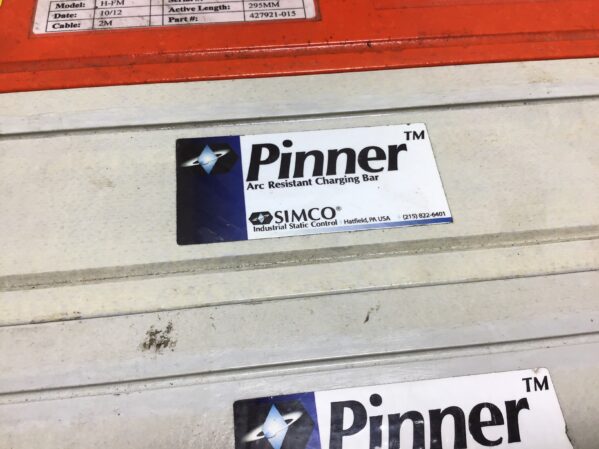 Model: H-FM
Date: 10/12 Active Length: 295MM
Cable: 2M Part#: 427921-015
Pinner™
Arc Resistant Charging Bar
SIMCO®
Industrial Static Control Hatfield, PA USA (215) 822-6401
Pinner™